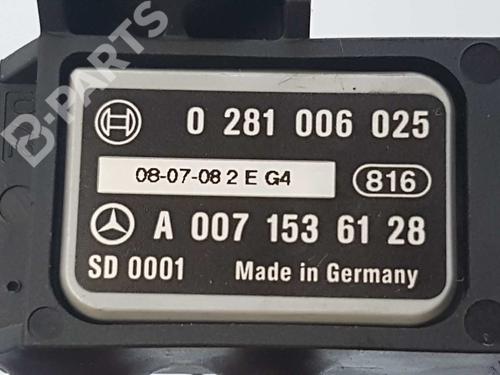 B-PARTS
0 281 006 025
08-07-08 2 E G4
816
A 007 153 61 28
SD 0001 Made in Germany
B-PARTS